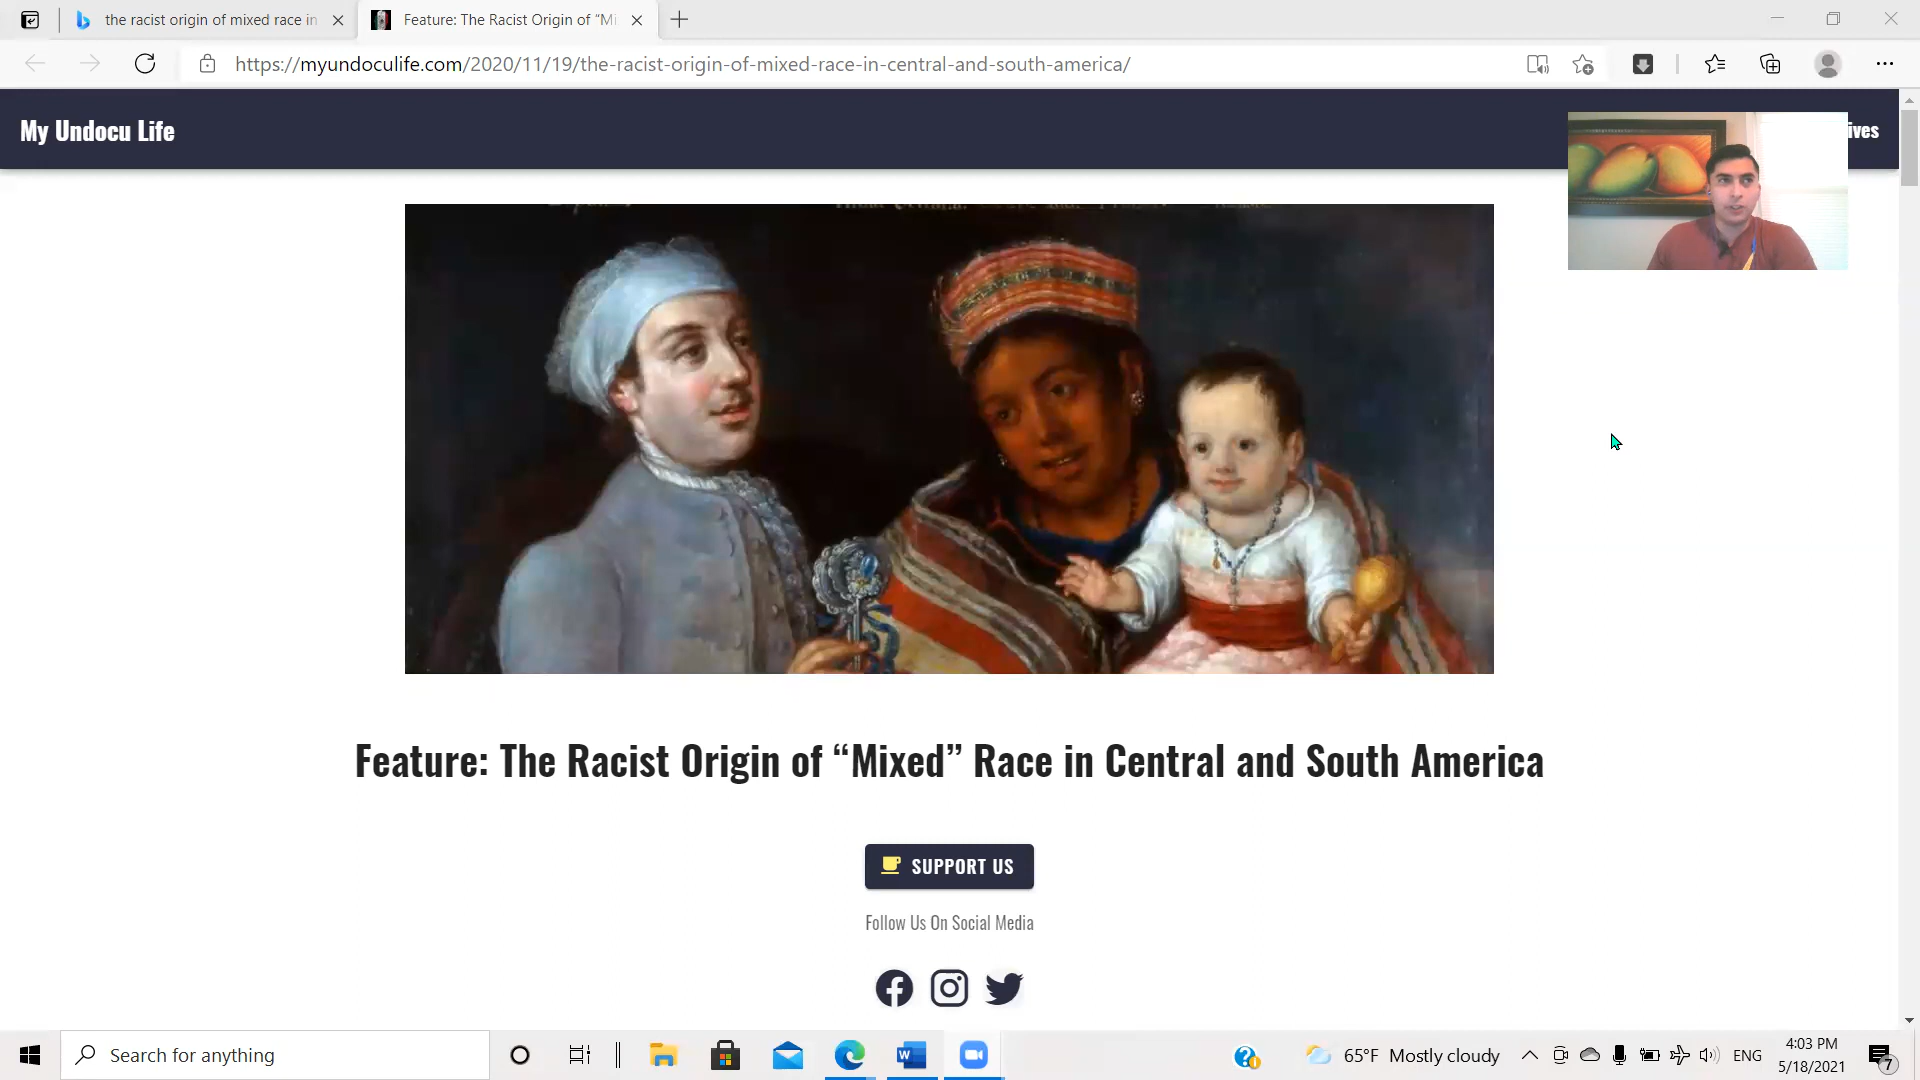 the racist origin of mixed race in
Feature: The Racist Origin of “Mi
https://myundoculife.com/2020/11/19/the-racist-origin-of-mixed-race-in-central-and-south-america/
My Undocu Life
ives
Feature: The Racist Origin of “Mixed” Race in Central and South America
SUPPORT US
Follow Us On Social Media
Search for anything
65°F Mostly cloudy
ENG
4:03 PM
5/18/2021
7